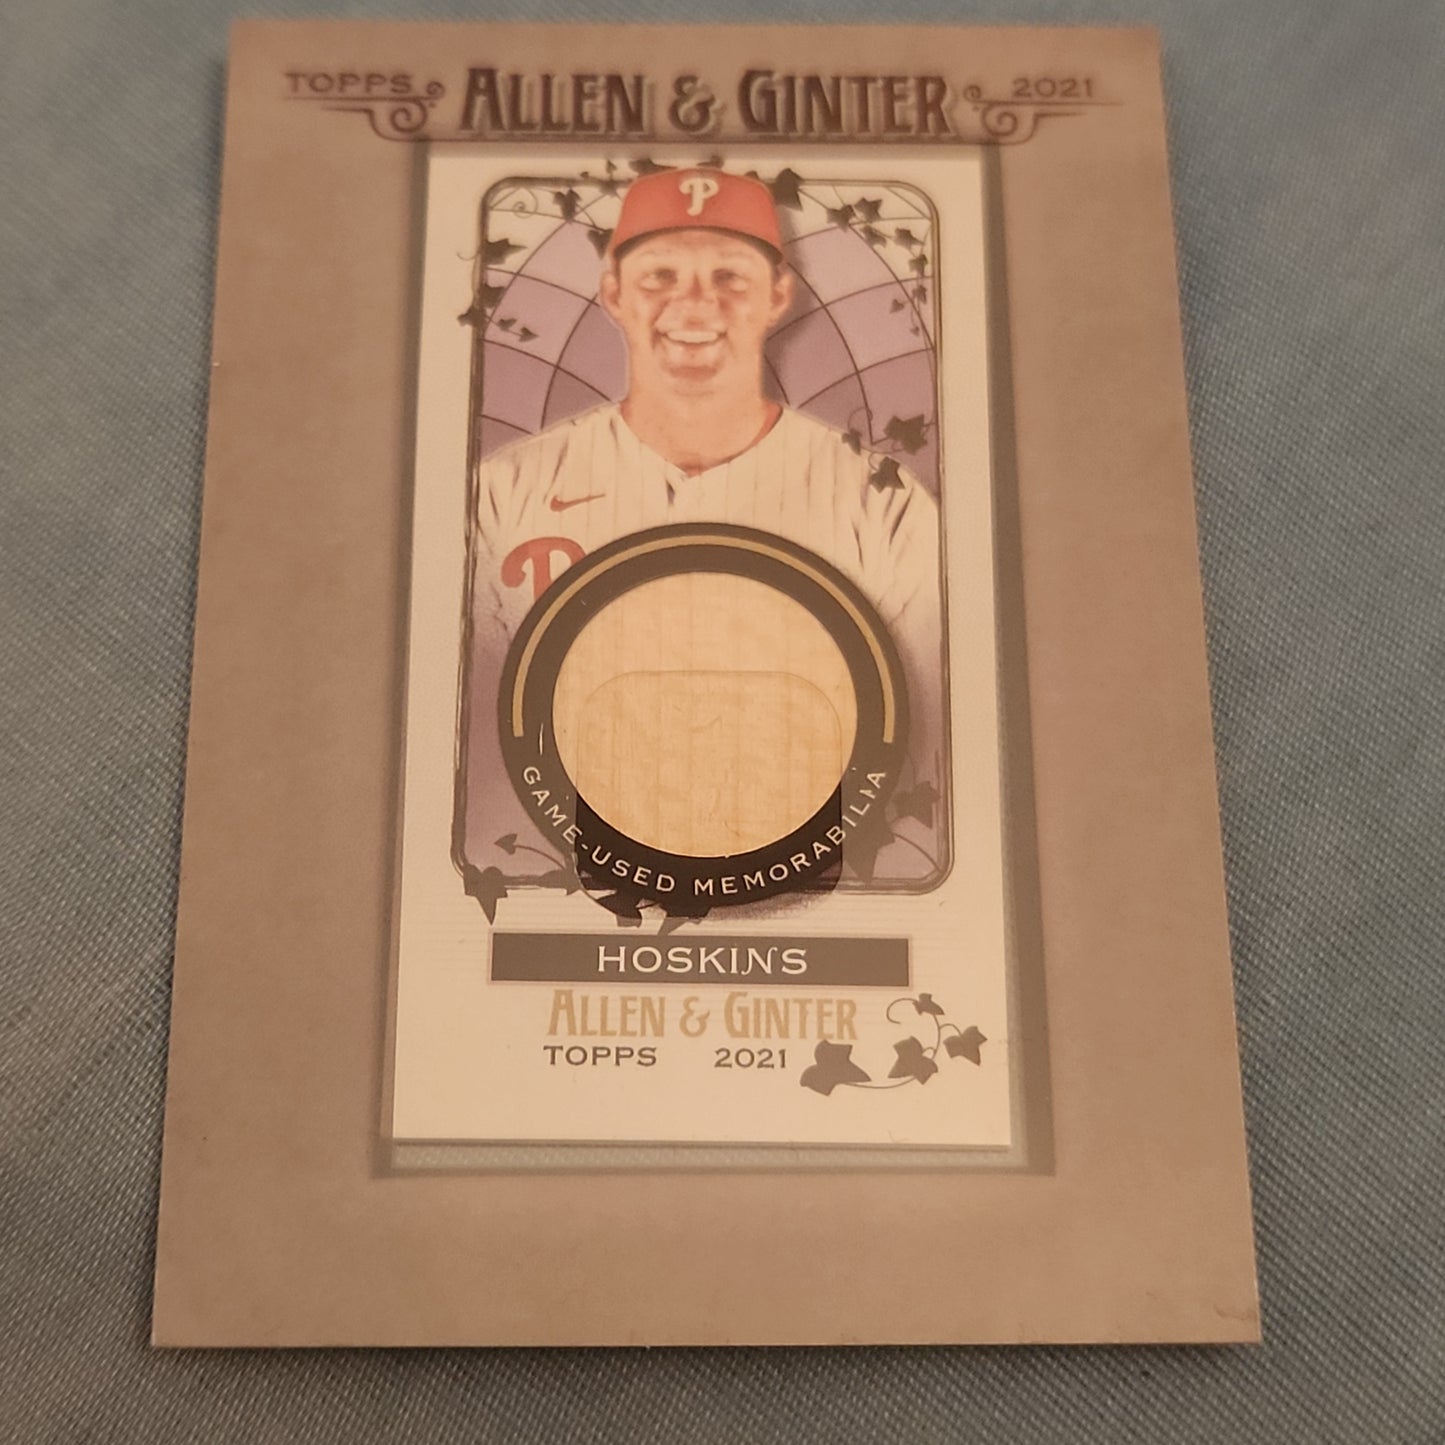 TOPPS ALLEN & GINTER 2021
P
P
GAME-USED MEMORABILIA
HOSKINS
ALLEN & GINTER
TOPPS 2021